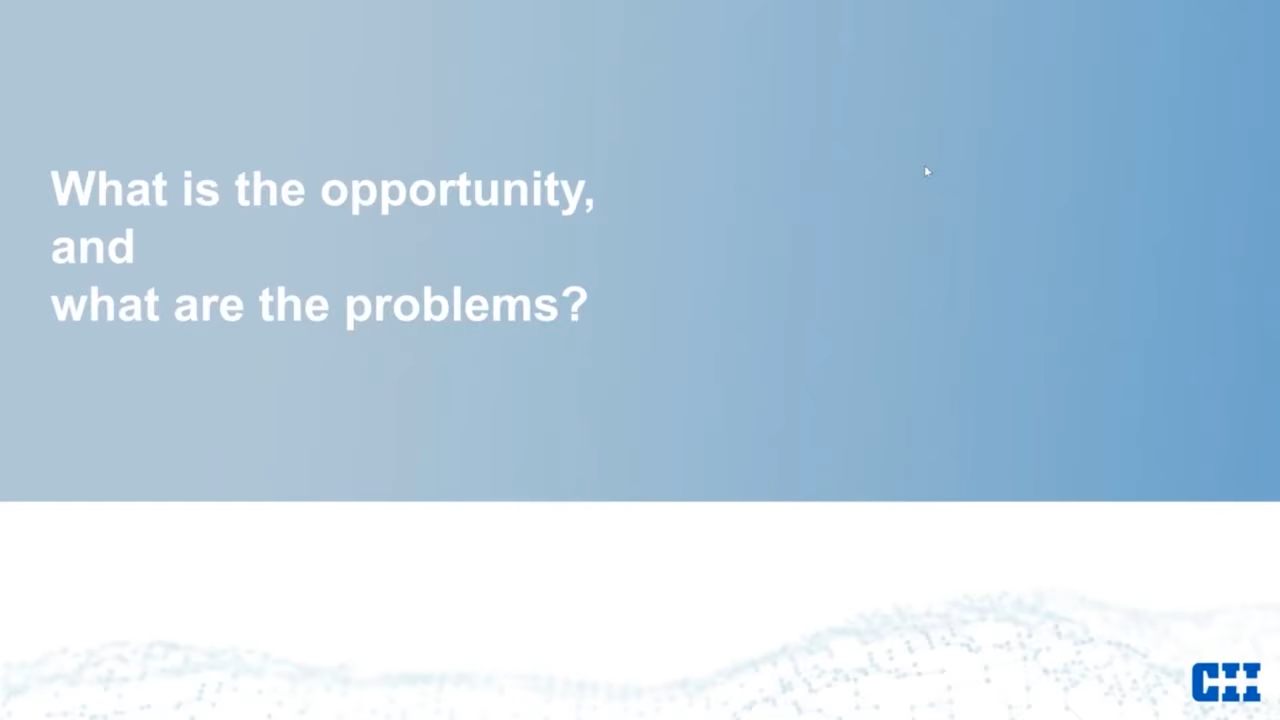 What is the opportunity,
and
what are the problems?
CII